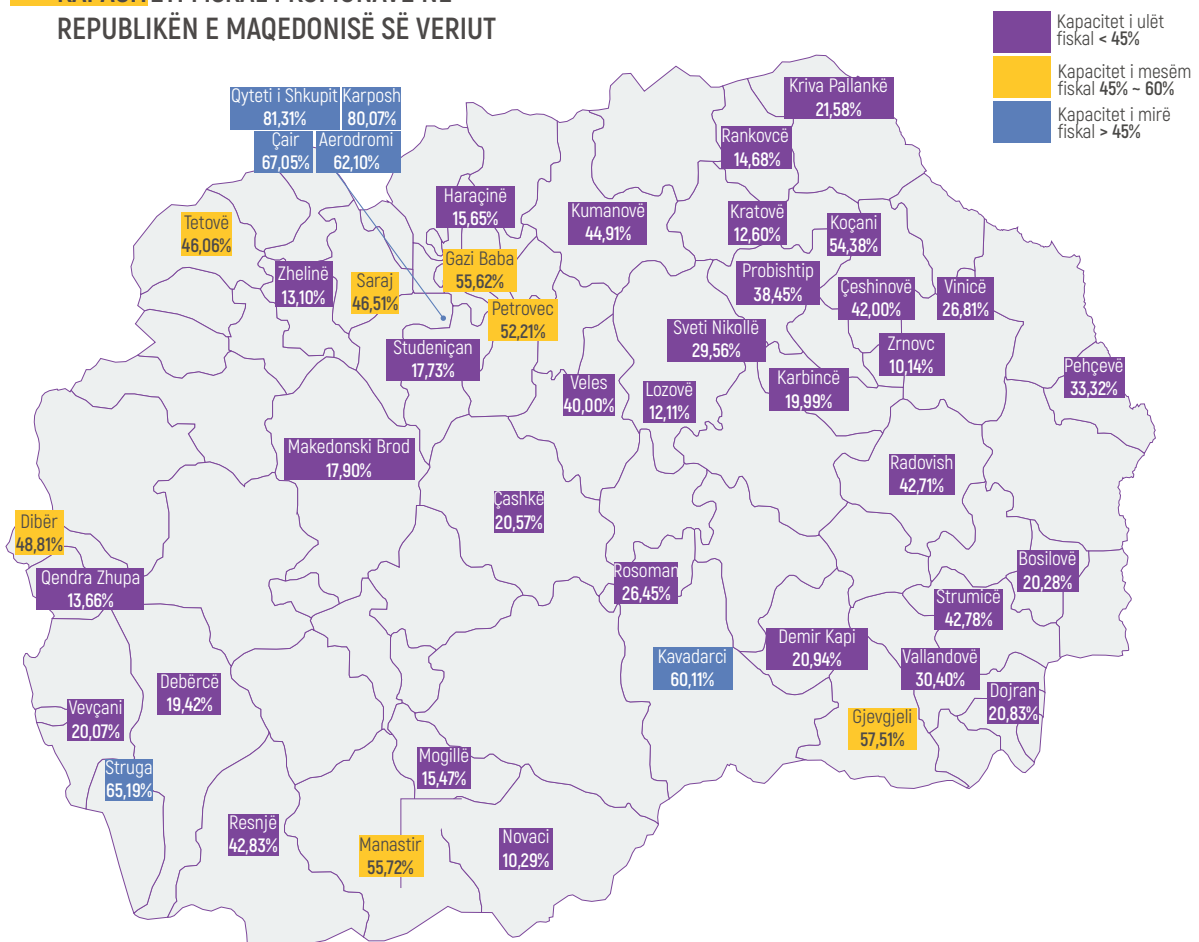 REPUBLIKËN E MAQEDONISË SË VERIUT
Kapacitet i ulët
fiskal < 45%
Kapacitet i mesëm
fiskal 45% ~ 60%
Kapacitet i mirë
fiskal > 45%
Qyteti i Shkupit
81,31%
Karposh
80,07%
Çair
67,05%
Aerodromi
62,10%
Kriva Pallankë
21,58%
Rankovcë
14,68%
Haraçinë
15,65%
Kumanovë
44,91%
Kratovë
12,60%
Koçani
54,38%
Tetovë
46,06%
Zhelinë
13,10%
Saraj
46,51%
Gazi Baba
55,62%
Petrovec
52,21%
Probishtip
38,45%
Çeshinovë
42,00%
Vinicë
26,81%
Studeniçan
17,73%
Sveti Nikollë
29,56%
Zrnovc
10,14%
Pehçevë
33,32%
Veles
40,00%
Lozovë
12,11%
Karbincë
19,99%
Makedonski Brod
17,90%
Radovish
42,71%
Çashkë
20,57%
Dibër
48,81%
Qendra Zhupa
13,66%
Rosoman
26,45%
Bosilovë
20,28%
Strumicë
42,78%
Demir Kapi
20,94%
Kavadarci
60,11%
Vallandovë
30,40%
Dojran
20,83%
Debërcë
19,42%
Vevçani
20,07%
Gjevgjeli
57,51%
Struga
65,19%
Mogillë
15,47%
Resnjë
42,83%
Manastir
55,72%
Novaci
10,29%